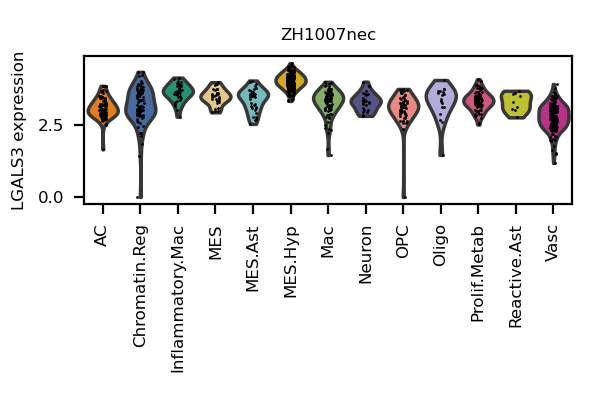 ZH1007nec
LGALS3 expression
2.5
0.0
AC
Chromatin.Reg
Inflammatory.Mac
MES
MES.Ast
MES.Hyp
Mac
Neuron
OPC
Oligo
Prolif.Metab
Reactive.Ast
Vasc